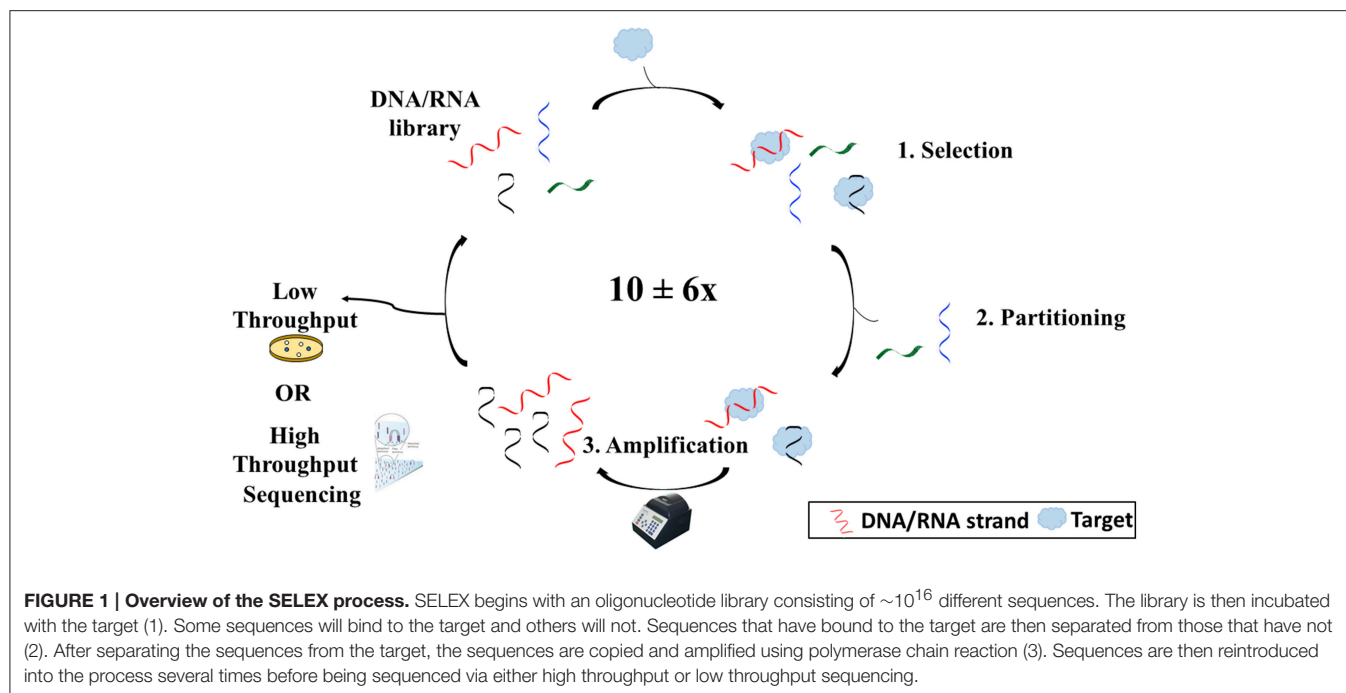 DNA/RNA
library
1. Selection
10 ± 6x
Low
Throughput
OR
High
Throughput
Sequencing
2. Partitioning
3. Amplification
DNA/RNA strand
Target
FIGURE 1 | Overview of the SELEX process. SELEX begins with an oligonucleotide library consisting of ~10¹⁶ different sequences. The library is then incubated
with the target (1). Some sequences will bind to the target and others will not. Sequences that have bound to the target are then separated from those that have not
(2). After separating the sequences from the target, the sequences are copied and amplified using polymerase chain reaction (3). Sequences are then reintroduced
into the process several times before being sequenced via either high throughput or low throughput sequencing.